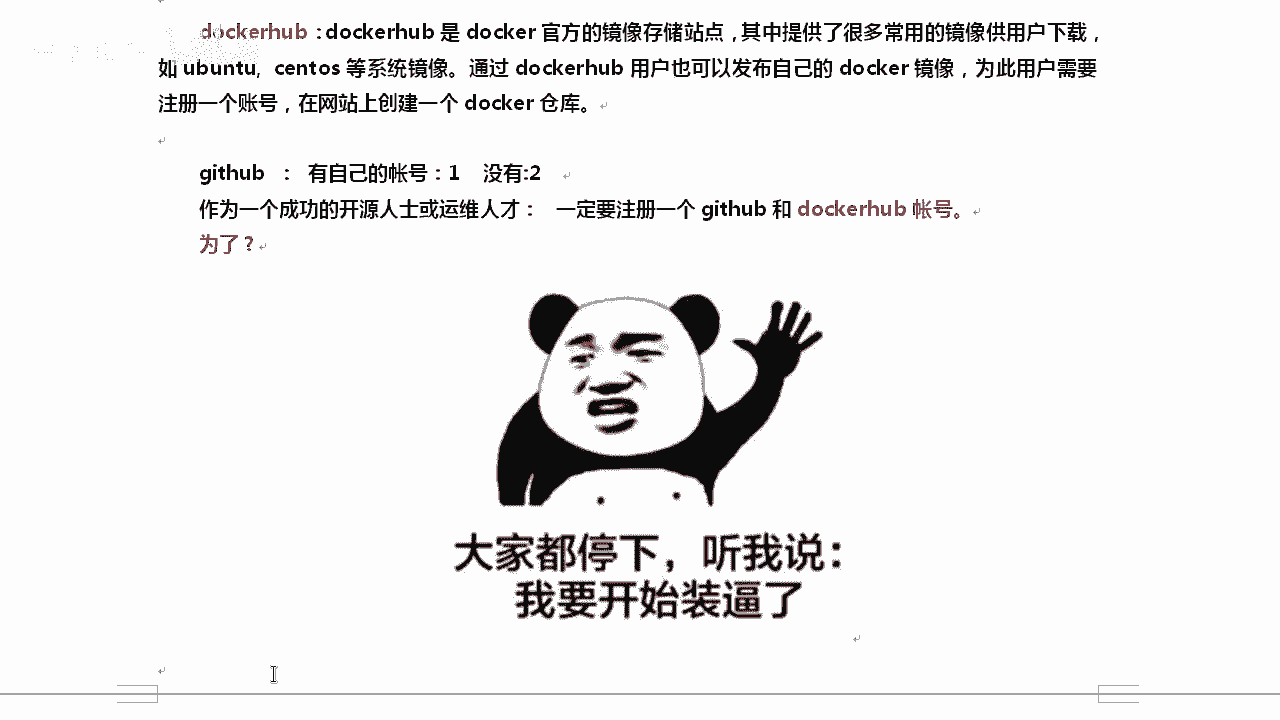 dockerhub：dockerhub 是 docker 官方的镜像存储站点，其中提供了很多常用的镜像供用户下载，
如 ubuntu, centos 等系统镜像。通过 dockerhub 用户也可以发布自己的 docker 镜像，为此用户需要
注册一个账号，在网站上创建一个 docker 仓库。
github ： 有自己的帐号：1 没有:2
作为一个成功的开源人士或运维人才： 一定要注册一个 github 和 dockerhub 帐号。
为了？
大家都停下，听我说：
我要开始装逼了